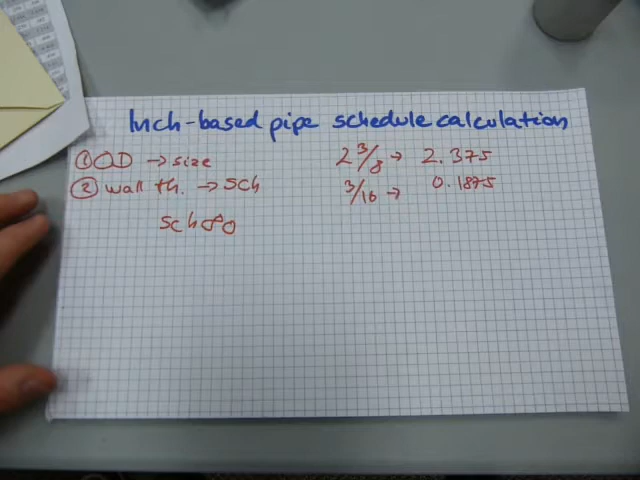 Inch-based pipe schedule calculation
① OD → size
2 3/8 → 2.375
② wall th. → sch
3/16 → 0.1875
sch 80